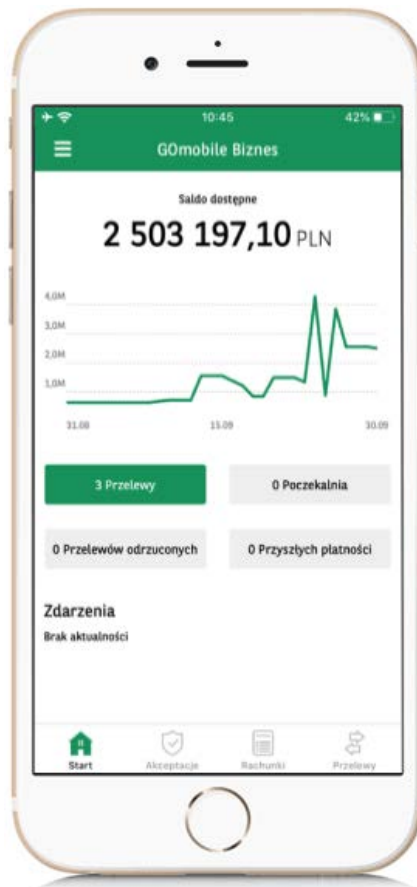 10:45
42%
GOmobile Biznes
Saldo dostępne
2 503 197,10 PLN
4,0M
3,0M
2,0M
1,0M
31.08 15.09 30.09
3 Przelewy
0 Poczekalnia
0 Przelewów odrzuconych
0 Przyszłych płatności
Zdarzenia
Brak aktualności
Start
Akceptacje
Rachunki
Przelewy